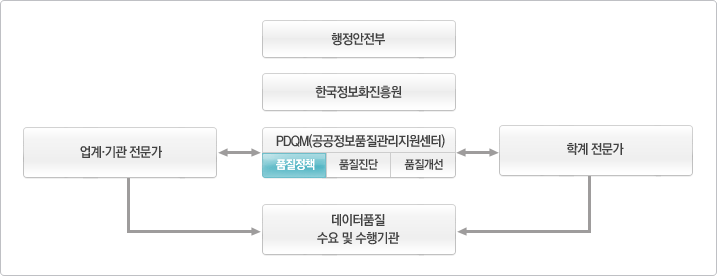 행정안전부
한국정보화진흥원
업계·기관 전문가
PDQM(공공정보품질관리지원센터)
품질정책 품질진단 품질개선
학계 전문가
데이터품질
수요 및 수행기관